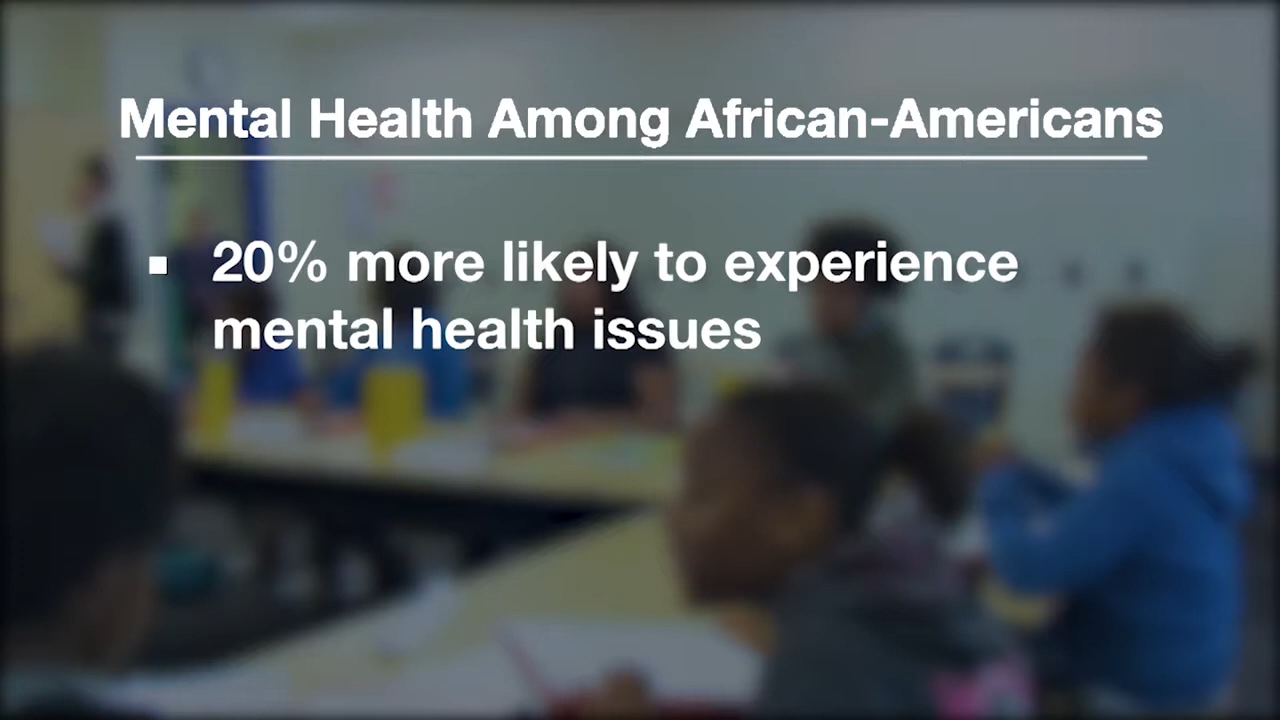 Mental Health Among African-Americans
▪ 20% more likely to experience
mental health issues